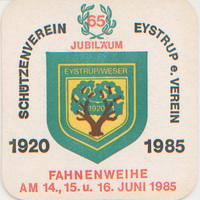 65
JUBILÄUM
SCHÜTZENVEREIN EYSTRUP e. VEREIN
EYSTRUP/WESER
1920
1920 1985
FAHNENWEIHE
AM 14., 15. u. 16. JUNI 1985